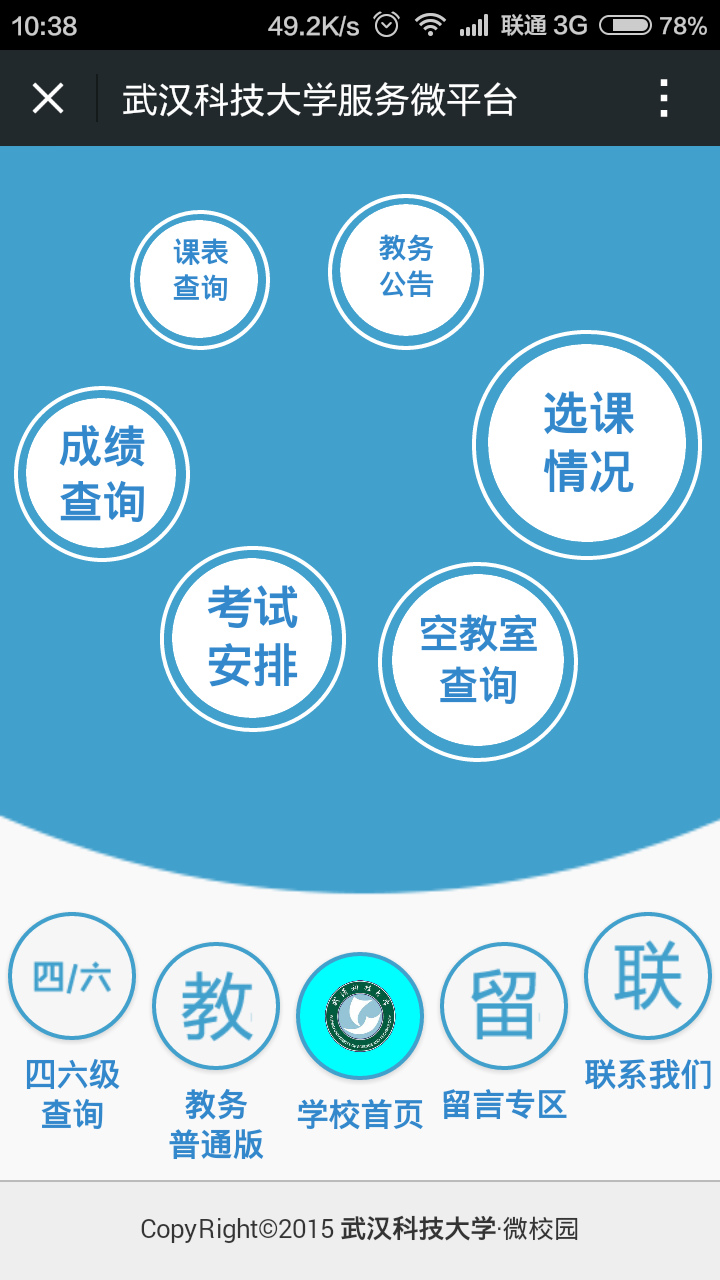 10:38 49.2K/s 联通 3G 78%
武汉科技大学服务微平台
课表
查询
教务
公告
选课
情况
成绩
查询
考试
安排
空教室
查询
四/六
教
留
联
四六级
查询
教务
普通版
学校首页
留言专区
联系我们
CopyRight©2015 武汉科技大学·微校园